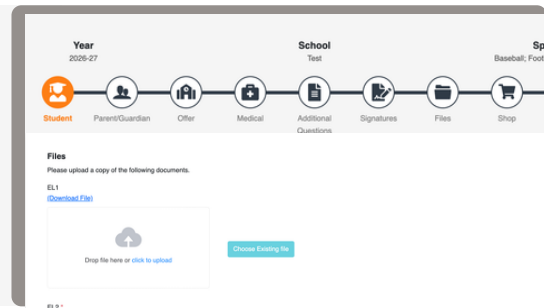 Year
2026-27
School
Test
Sp
Baseball; Foot
Student
Parent/Guardian
Offer
Medical
Additional
Questions
Signatures
Files
Shop
Files
Please upload a copy of the following documents.
EL1
(Download File)
Drop file here or click to upload
Choose Existing file
EL2 *